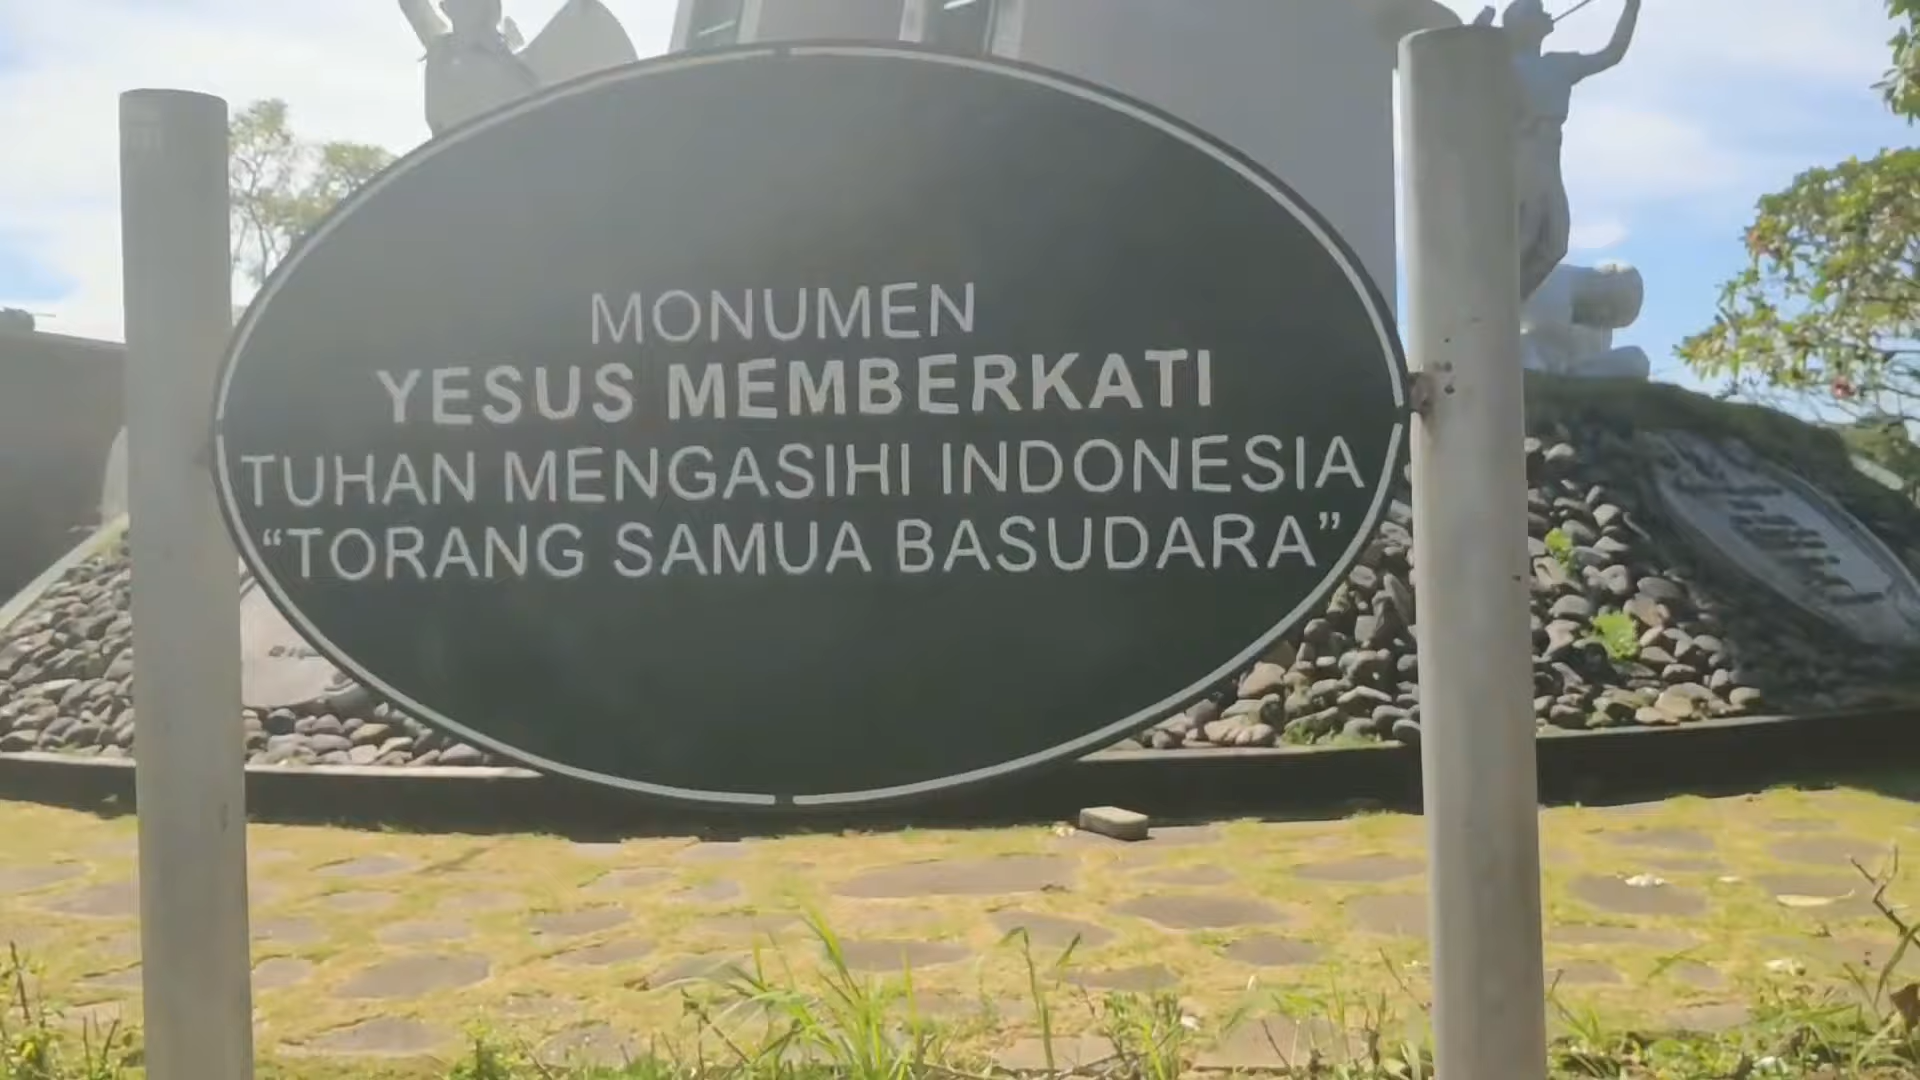 MONUMEN
YESUS MEMBERKATI
TUHAN MENGASIHI INDONESIA
“TORANG SAMUA BASUDARA”